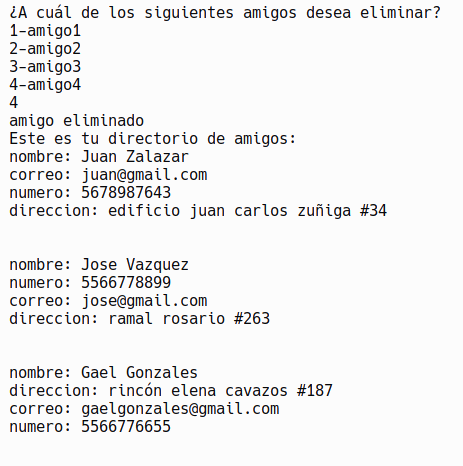 ¿A cuál de los siguientes amigos desea eliminar?
1-amigo1
2-amigo2
3-amigo3
4-amigo4
4
amigo eliminado
Este es tu directorio de amigos:
nombre: Juan Zalazar
correo: juan@gmail.com
numero: 5678987643
direccion: edificio juan carlos zuñiga #34
nombre: Jose Vazquez
numero: 5566778899
correo: jose@gmail.com
direccion: ramal rosario #263
nombre: Gael Gonzales
direccion: rincón elena cavazos #187
correo: gaelgonzales@gmail.com
numero: 5566776655